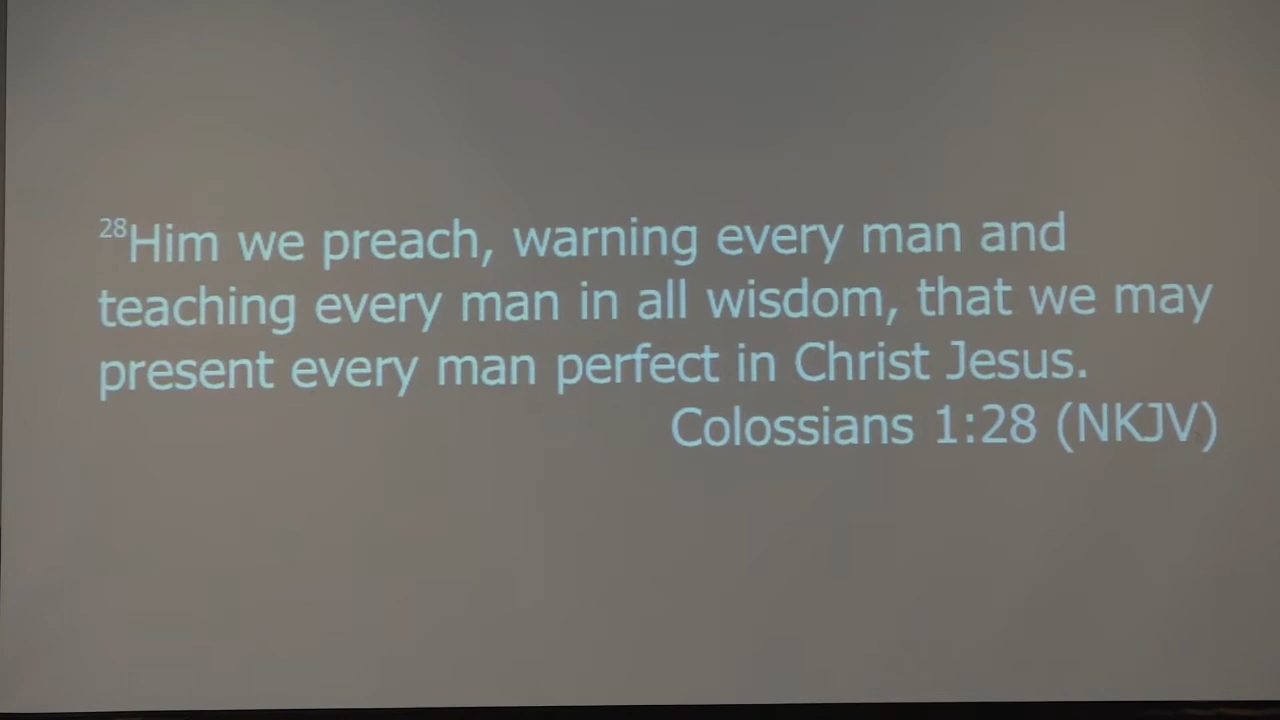 28Him we preach, warning every man and
teaching every man in all wisdom, that we may
present every man perfect in Christ Jesus.
Colossians 1:28 (NKJV)